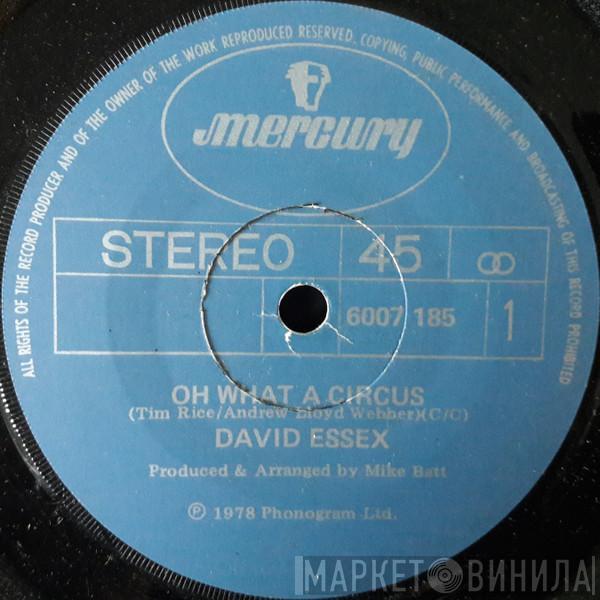 ALL RIGHTS OF THE RECORD PRODUCER AND OF THE OWNER OF THE WORK REPRODUCED RESERVED. COPYING, PUBLIC PERFORMANCE AND BROADCASTING OF THIS RECORD PROHIBITED
mercury
STEREO 45
6007 185 1
OH WHAT A CIRCUS
(Tim Rice/Andrew Lloyd Webber)(C/C)
DAVID ESSEX
Produced & Arranged by Mike Batt
℗ 1978 Phonogram Ltd.
МАРКЕТ ВИНИЛА